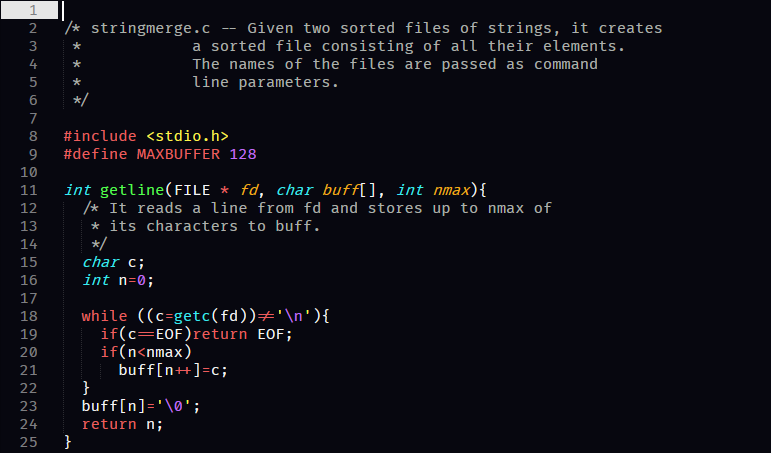 1
2 /* stringmerge.c -- Given two sorted files of strings, it creates
3  *             a sorted file consisting of all their elements.
4  *             The names of the files are passed as command
5  *             line parameters.
6  */
7
8 #include <stdio.h>
9 #define MAXBUFFER 128
10
11 int getline(FILE * fd, char buff[], int nmax){
12   /* It reads a line from fd and stores up to nmax of
13    * its characters to buff.
14    */
15   char c;
16   int n=0;
17
18   while ((c=getc(fd))!='\n'){
19     if(c==EOF)return EOF;
20     if(n<nmax)
21       buff[n++]=c;
22   }
23   buff[n]='\0';
24   return n;
25 }